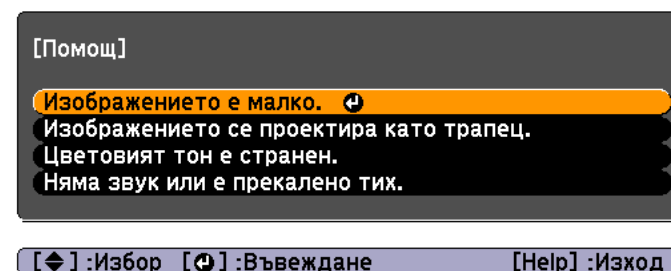 [Помощ]
Изображението е малко.
Изображението се проектира като трапец.
Цветовият тон е странен.
Няма звук или е прекалено тих.
[◆] :Избор [↵] :Въвеждане [Help] :Изход